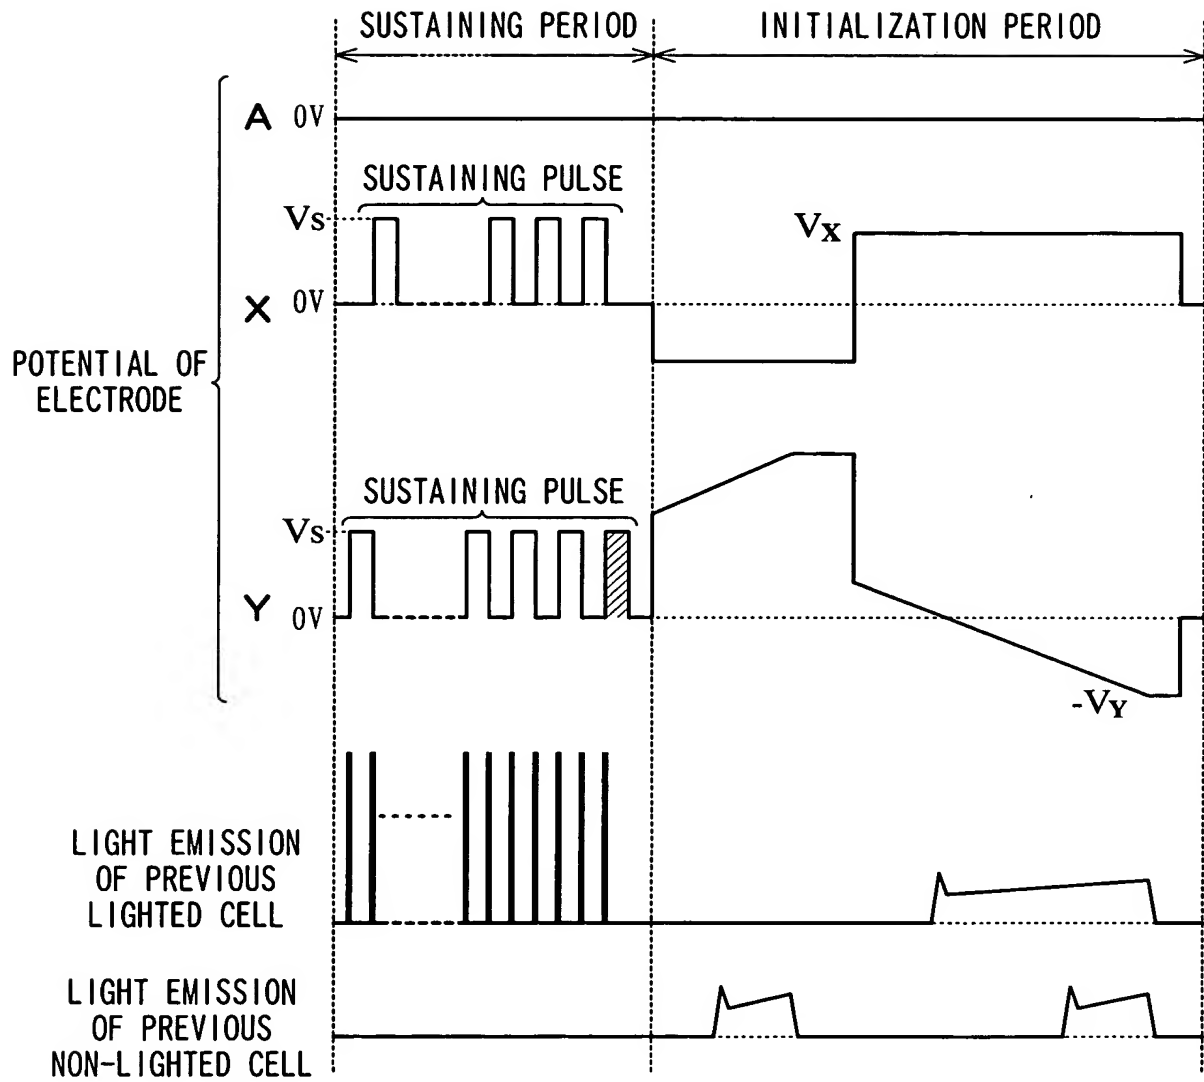 SUSTAINING PERIOD
INITIALIZATION PERIOD
A 0V
SUSTAINING PULSE
Vs
VX
X 0V
POTENTIAL OF
ELECTRODE
SUSTAINING PULSE
Vs
Y 0V
-VY
LIGHT EMISSION
OF PREVIOUS
LIGHTED CELL
LIGHT EMISSION
OF PREVIOUS
NON-LIGHTED CELL